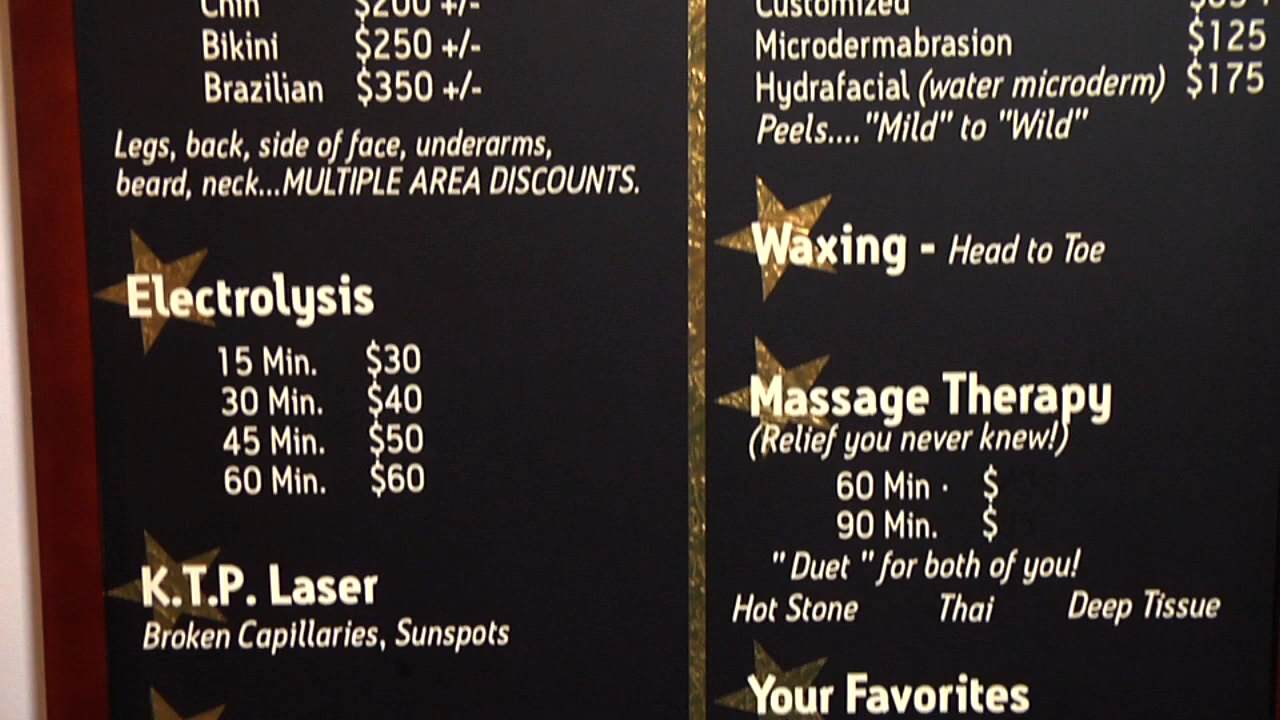 Chin $200 +/-
Bikini $250 +/-
Brazilian $350 +/-
Legs, back, side of face, underarms,
beard, neck...MULTIPLE AREA DISCOUNTS.
Electrolysis
15 Min. $30
30 Min. $40
45 Min. $50
60 Min. $60
K.T.P. Laser
Broken Capillaries, Sunspots
Customized
Microdermabrasion $125
Hydrafacial (water microderm) $175
Peels...."Mild" to "Wild"
Waxing - Head to Toe
Massage Therapy
(Relief you never knew!)
60 Min · $
90 Min. $
" Duet " for both of you!
Hot Stone Thai Deep Tissue
Your Favorites